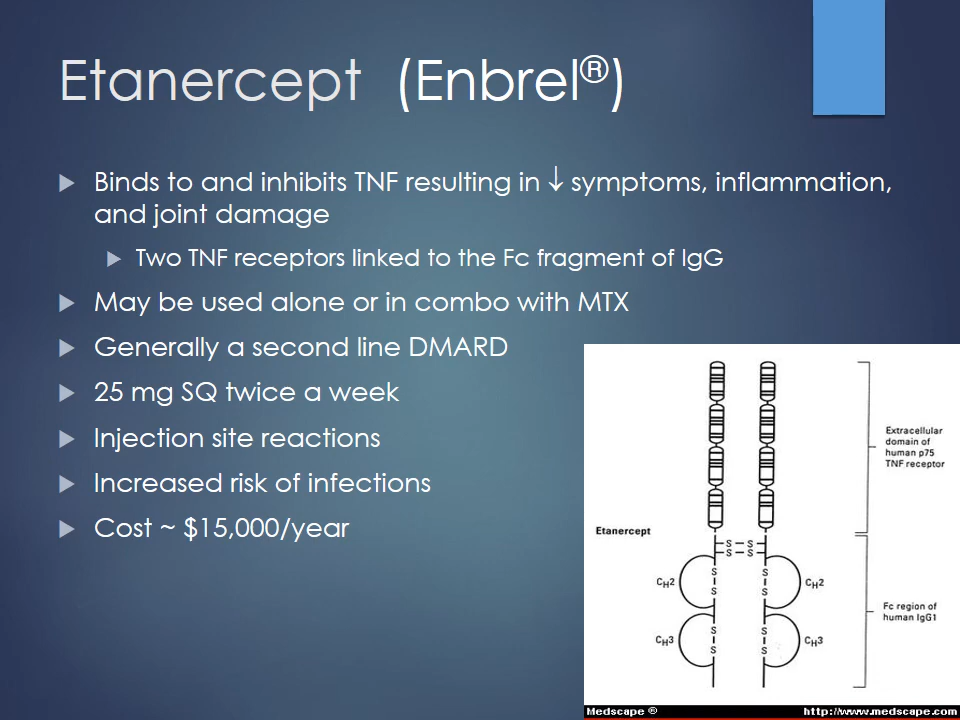 Etanercept (Enbrel®)
Binds to and inhibits TNF resulting in ↓ symptoms, inflammation,
and joint damage
Two TNF receptors linked to the Fc fragment of IgG
May be used alone or in combo with MTX
Generally a second line DMARD
25 mg SQ twice a week
Injection site reactions
Increased risk of infections
Cost ~ $15,000/year
Extracellular
domain of
human p75
TNF receptor
Etanercept
S S
S S
S S
S S
CH2 CH2
Fc region of
human IgG1
S S
CH3 CH3
S S
Medscape ® http://www.medscape.com